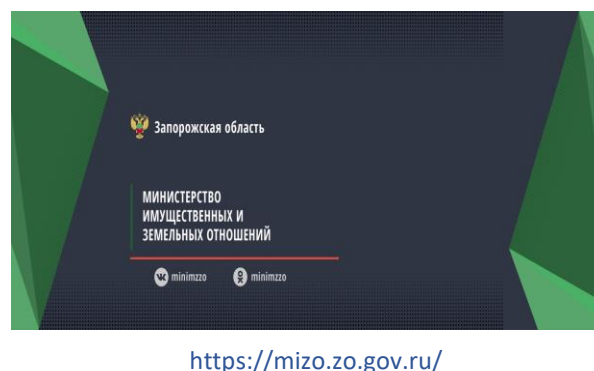 Запорожская область
МИНИСТЕРСТВО
ИМУЩЕСТВЕННЫХ И
ЗЕМЕЛЬНЫХ ОТНОШЕНИЙ
minimzzo minimzzo
https://mizo.zo.gov.ru/